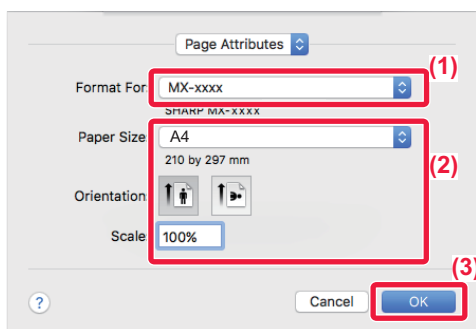 Page Attributes
(1)
Format For: MX-xxxx
SHARP MX-xxxx
Paper Size: A4
210 by 297 mm
(2)
Orientation:
Scale: 100%
(3)
? Cancel OK